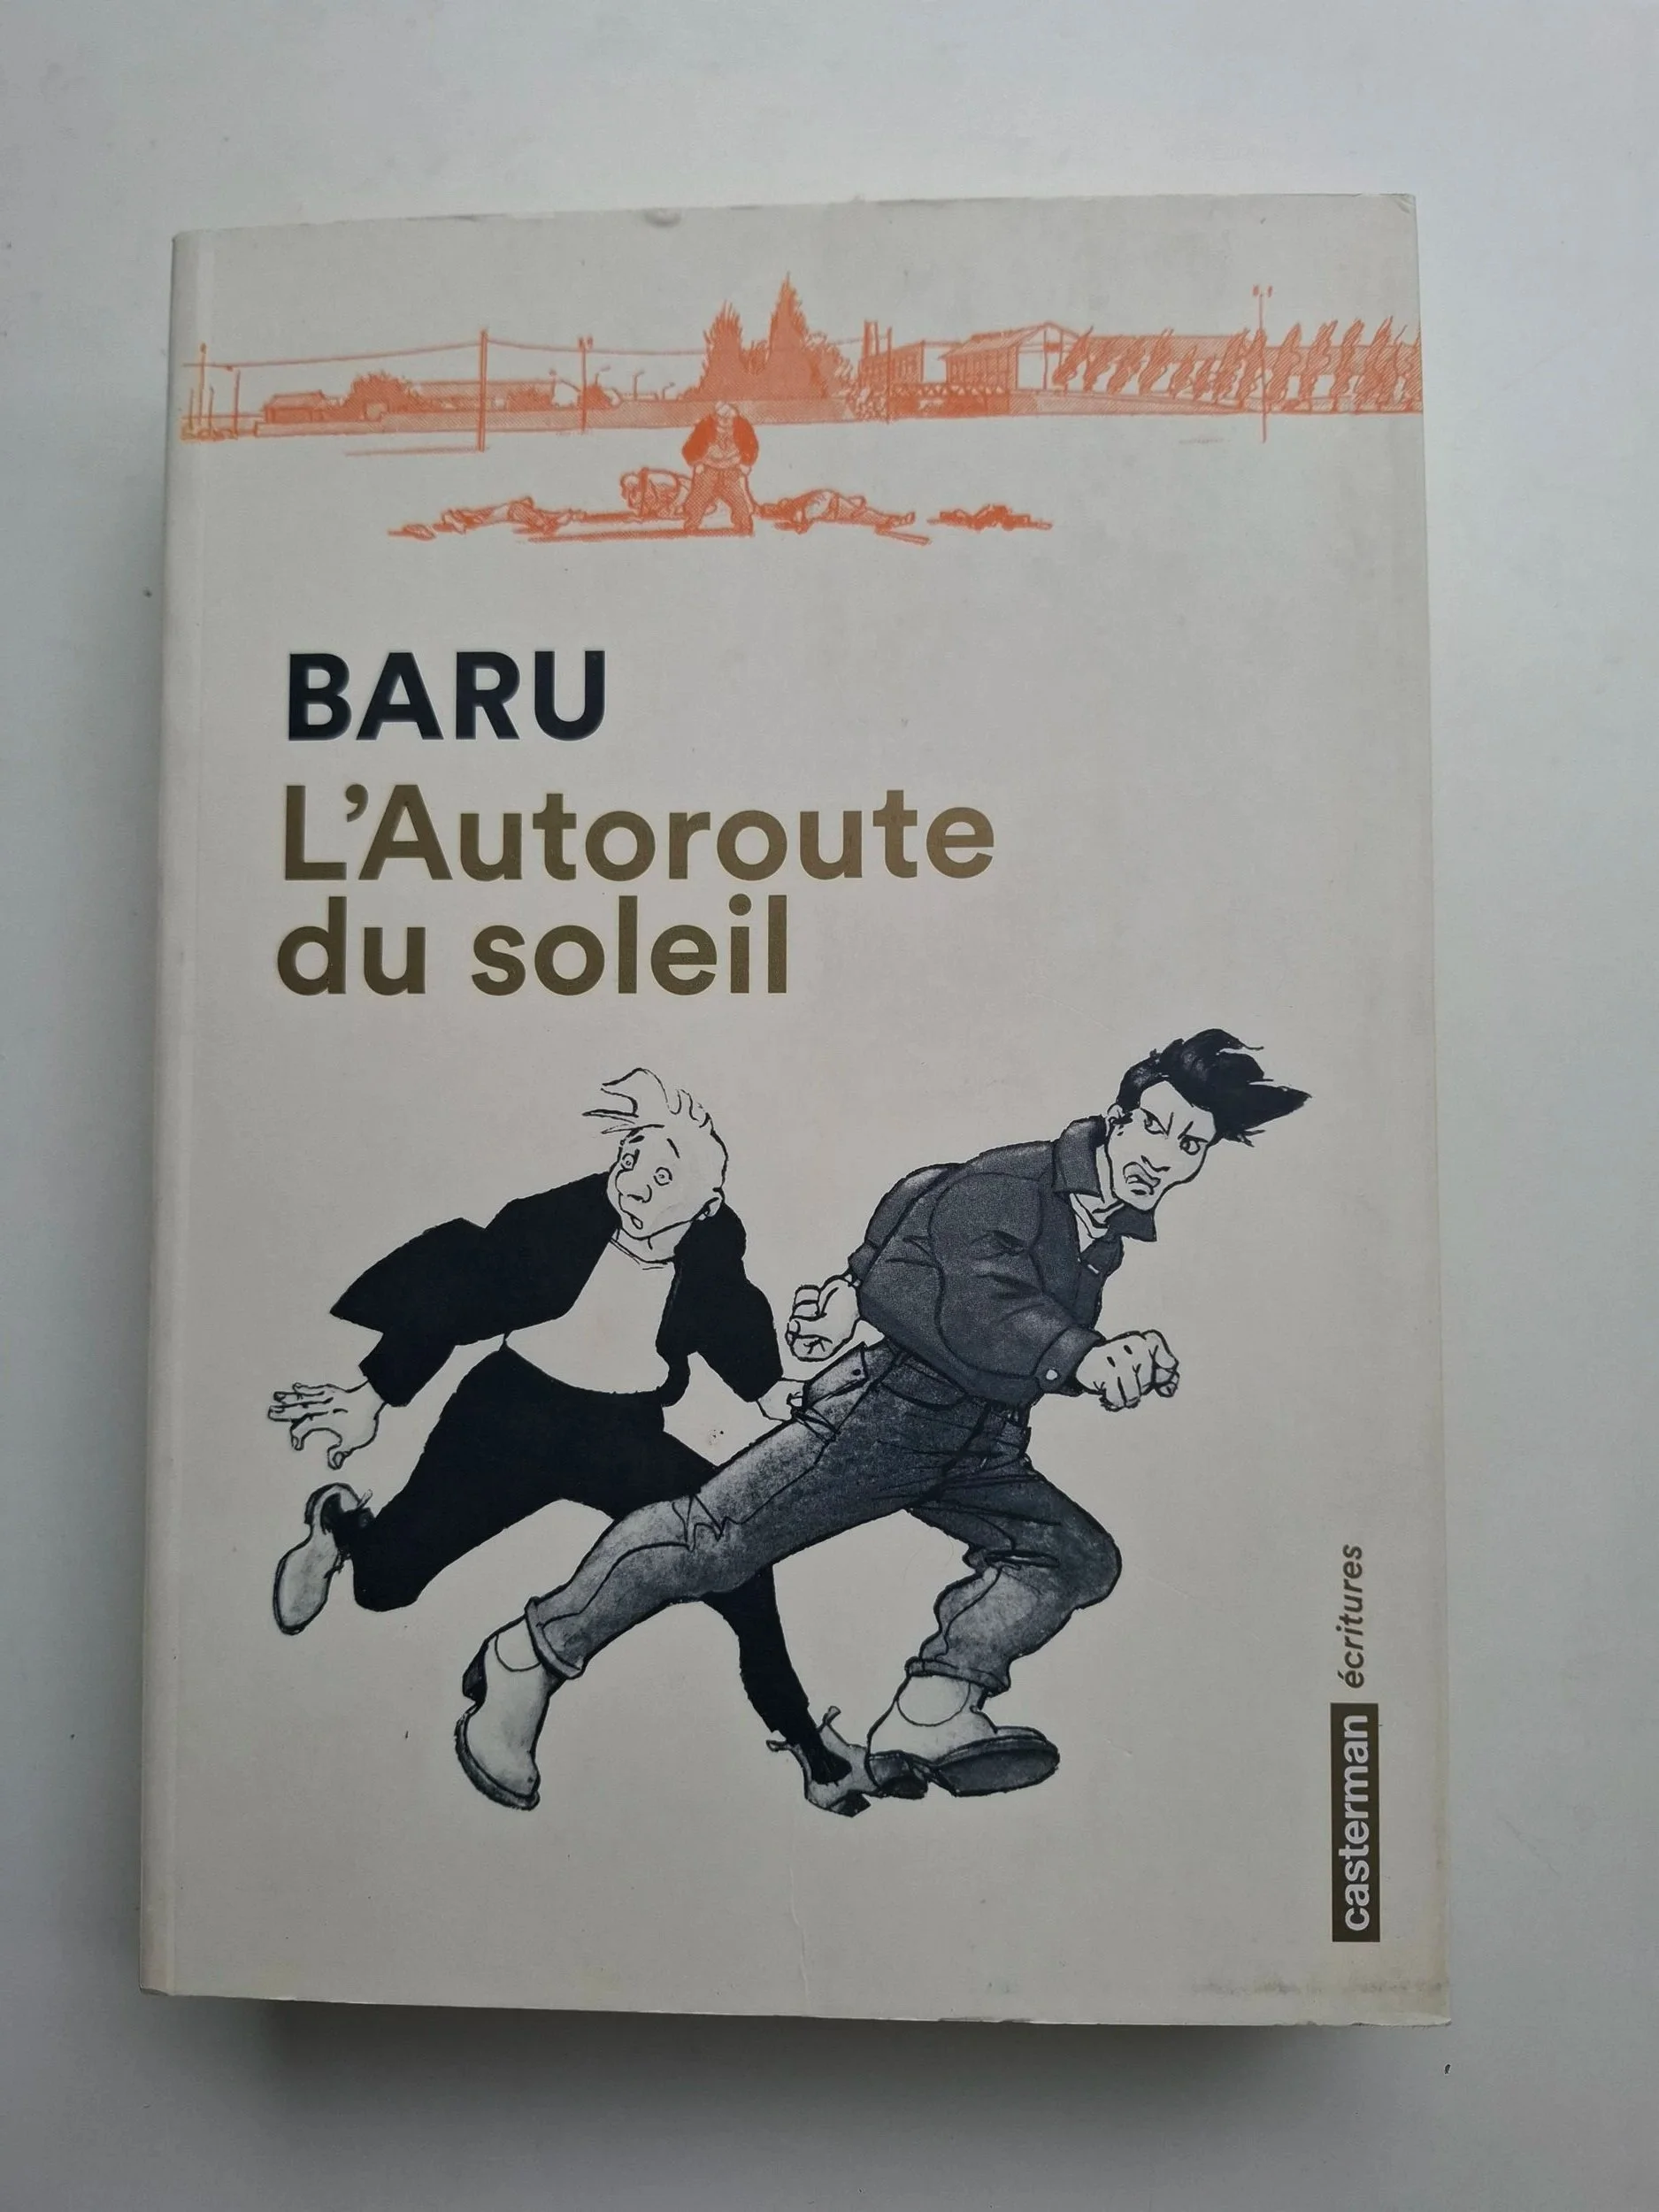 BARU
L'Autoroute
du soleil
casterman écritures